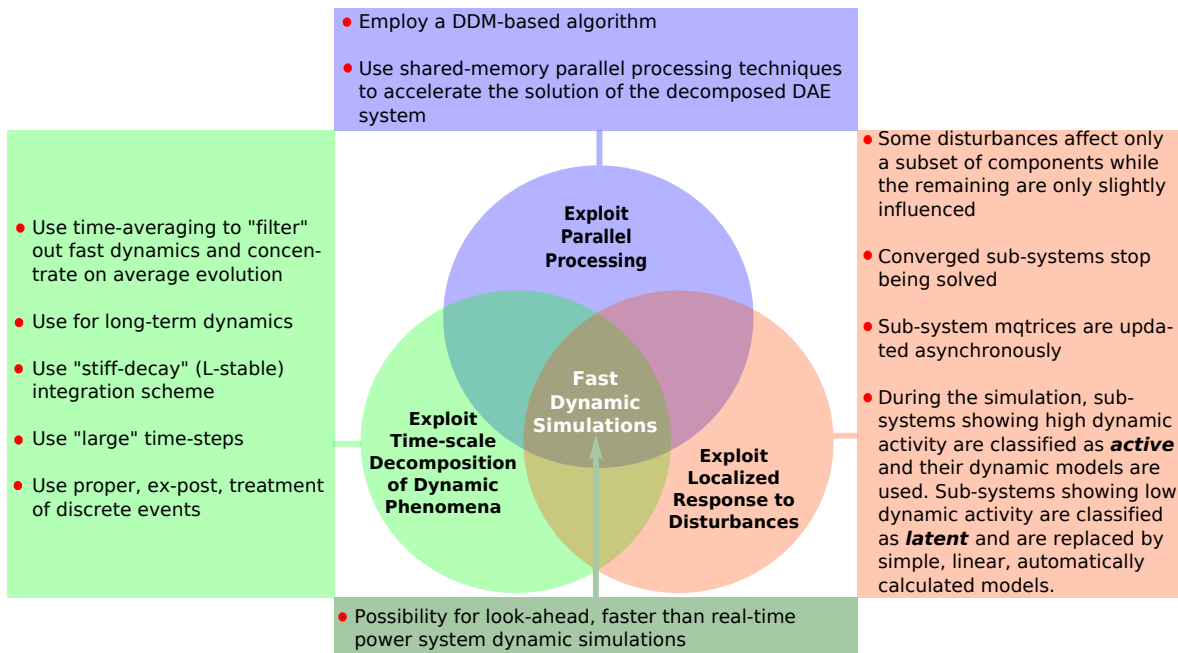 Employ a DDM-based algorithm
Use shared-memory parallel processing techniques
to accelerate the solution of the decomposed DAE
system
Use time-averaging to "filter"
out fast dynamics and concen-
trate on average evolution
Use for long-term dynamics
Use "stiff-decay" (L-stable)
integration scheme
Use "large" time-steps
Use proper, ex-post, treatment
of discrete events
Exploit
Parallel
Processing
Fast
Dynamic
Simulations
Exploit
Time-scale
Decomposition
of Dynamic
Phenomena
Exploit
Localized
Response to
Disturbances
Some disturbances affect only
a subset of components while
the remaining are only slightly
influenced
Converged sub-systems stop
being solved
Sub-system mqtrices are upda-
ted asynchronously
During the simulation, sub-
systems showing high dynamic
activity are classified as active
and their dynamic models are
used. Sub-systems showing low
dynamic activity are classified
as latent and are replaced by
simple, linear, automatically
calculated models.
Possibility for look-ahead, faster than real-time
power system dynamic simulations